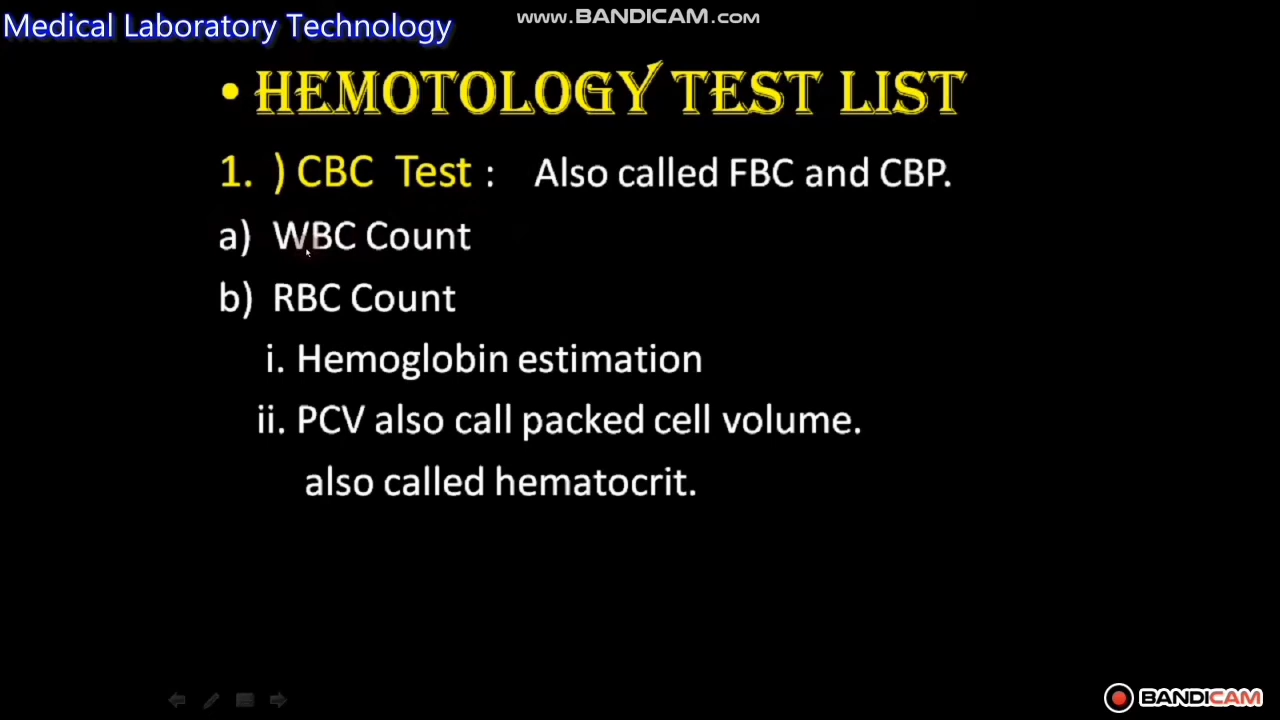 Medical Laboratory Technology
www.BANDICAM.com
• HEMOTOLOGY TEST LIST
1. ) CBC Test : Also called FBC and CBP.
a) WBC Count
b) RBC Count
i. Hemoglobin estimation
ii. PCV also call packed cell volume.
also called hematocrit.
BANDICAM